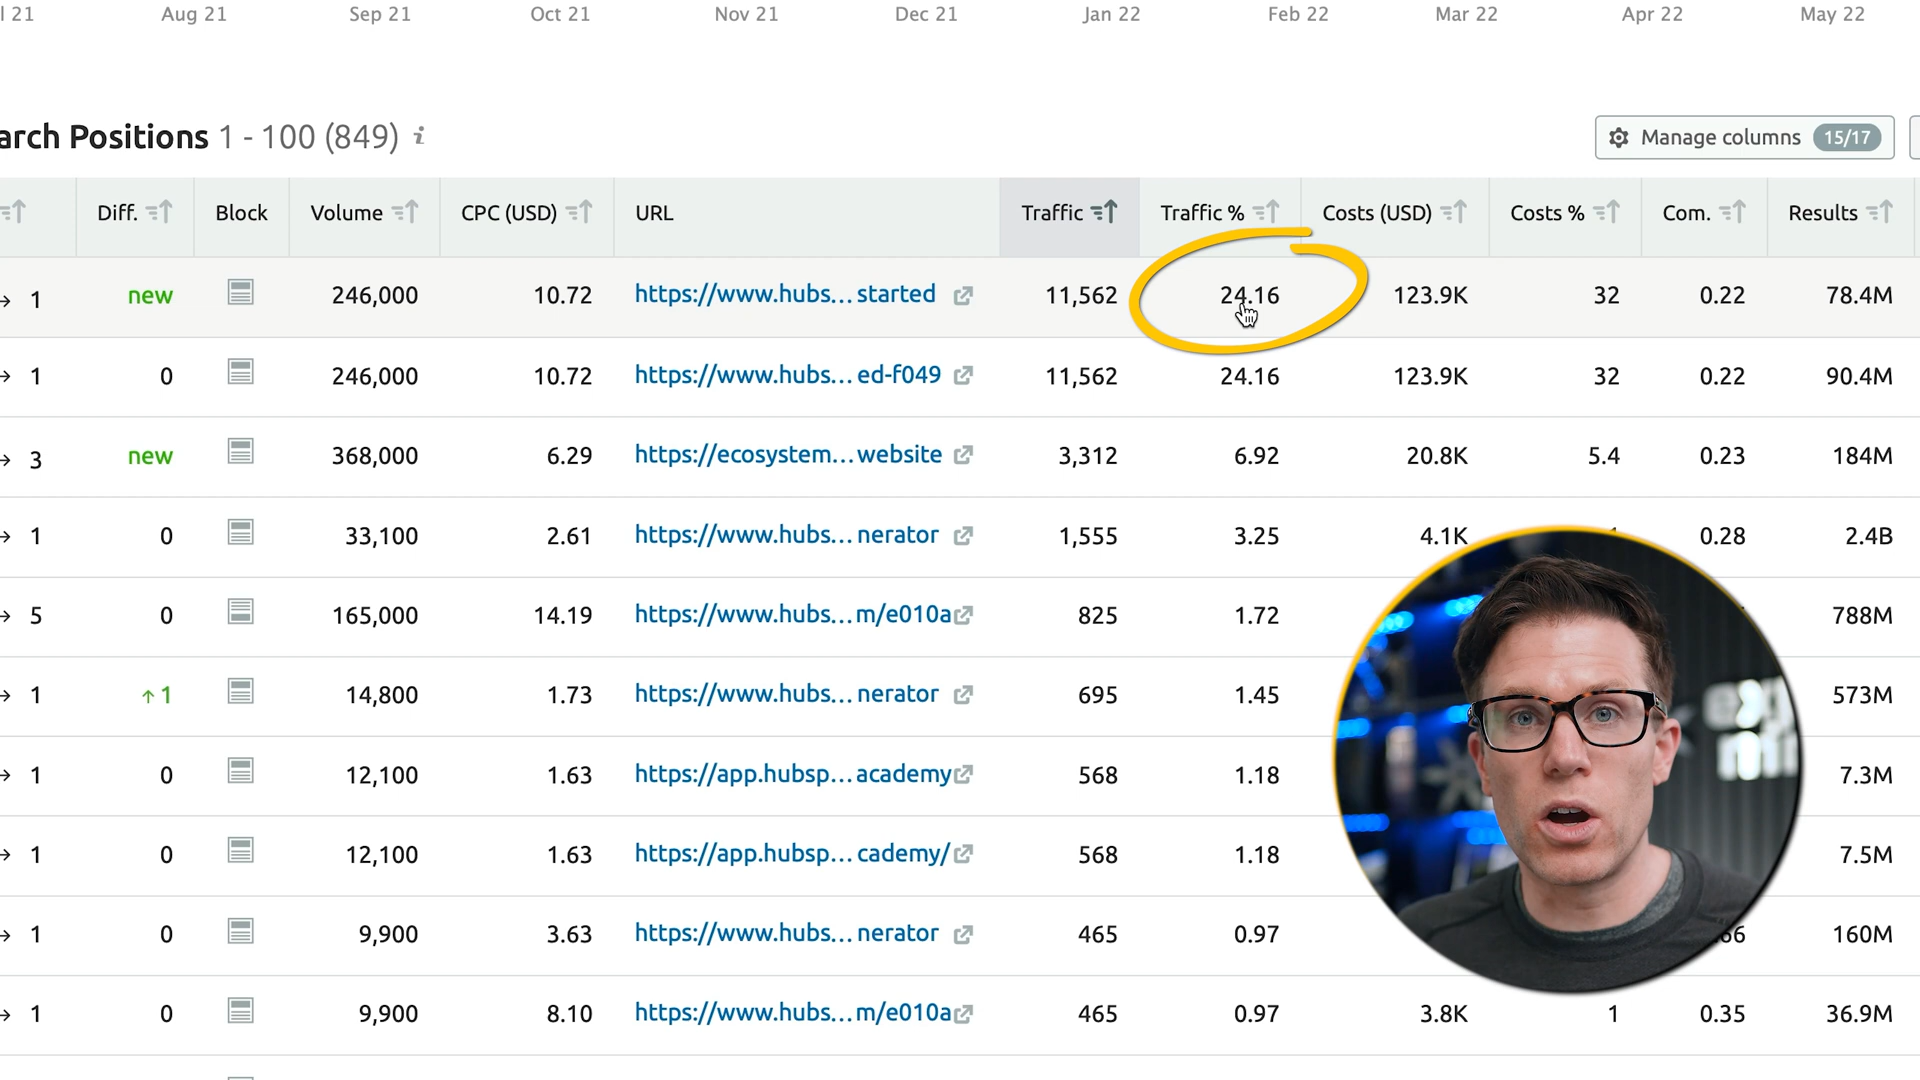 l 21 Aug 21 Sep 21 Oct 21 Nov 21 Dec 21 Jan 22 Feb 22 Mar 22 Apr 22 May 22
arch Positions 1 - 100 (849) i
Manage columns 15/17
Diff. Block Volume CPC (USD) URL Traffic Traffic % Costs (USD) Costs % Com. Results
→ 1 new 246,000 10.72 https://www.hubs... started 11,562 24.16 123.9K 32 0.22 78.4M
→ 1 0 246,000 10.72 https://www.hubs... ed-f049 11,562 24.16 123.9K 32 0.22 90.4M
→ 3 new 368,000 6.29 https://ecosystem... website 3,312 6.92 20.8K 5.4 0.23 184M
→ 1 0 33,100 2.61 https://www.hubs... nerator 1,555 3.25 4.1K 0.28 2.4B
→ 5 0 165,000 14.19 https://www.hubs... m/e010a 825 1.72 788M
→ 1 ↑ 1 14,800 1.73 https://www.hubs... nerator 695 1.45 573M
→ 1 0 12,100 1.63 https://app.hubsp... academy 568 1.18 7.3M
→ 1 0 12,100 1.63 https://app.hubsp... cademy/ 568 1.18 7.5M
→ 1 0 9,900 3.63 https://www.hubs... nerator 465 0.97 66 160M
→ 1 0 9,900 8.10 https://www.hubs... m/e010a 465 0.97 3.8K 1 0.35 36.9M